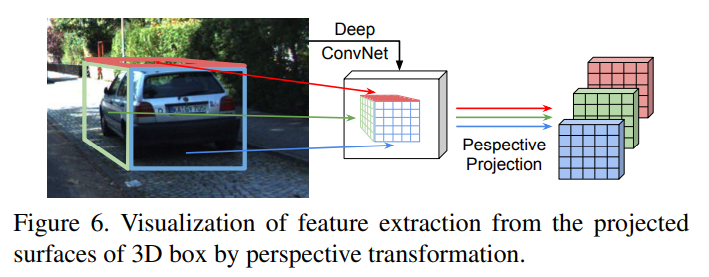 Deep
ConvNet
Pespective
Projection
Figure 6. Visualization of feature extraction from the projected
surfaces of 3D box by perspective transformation.